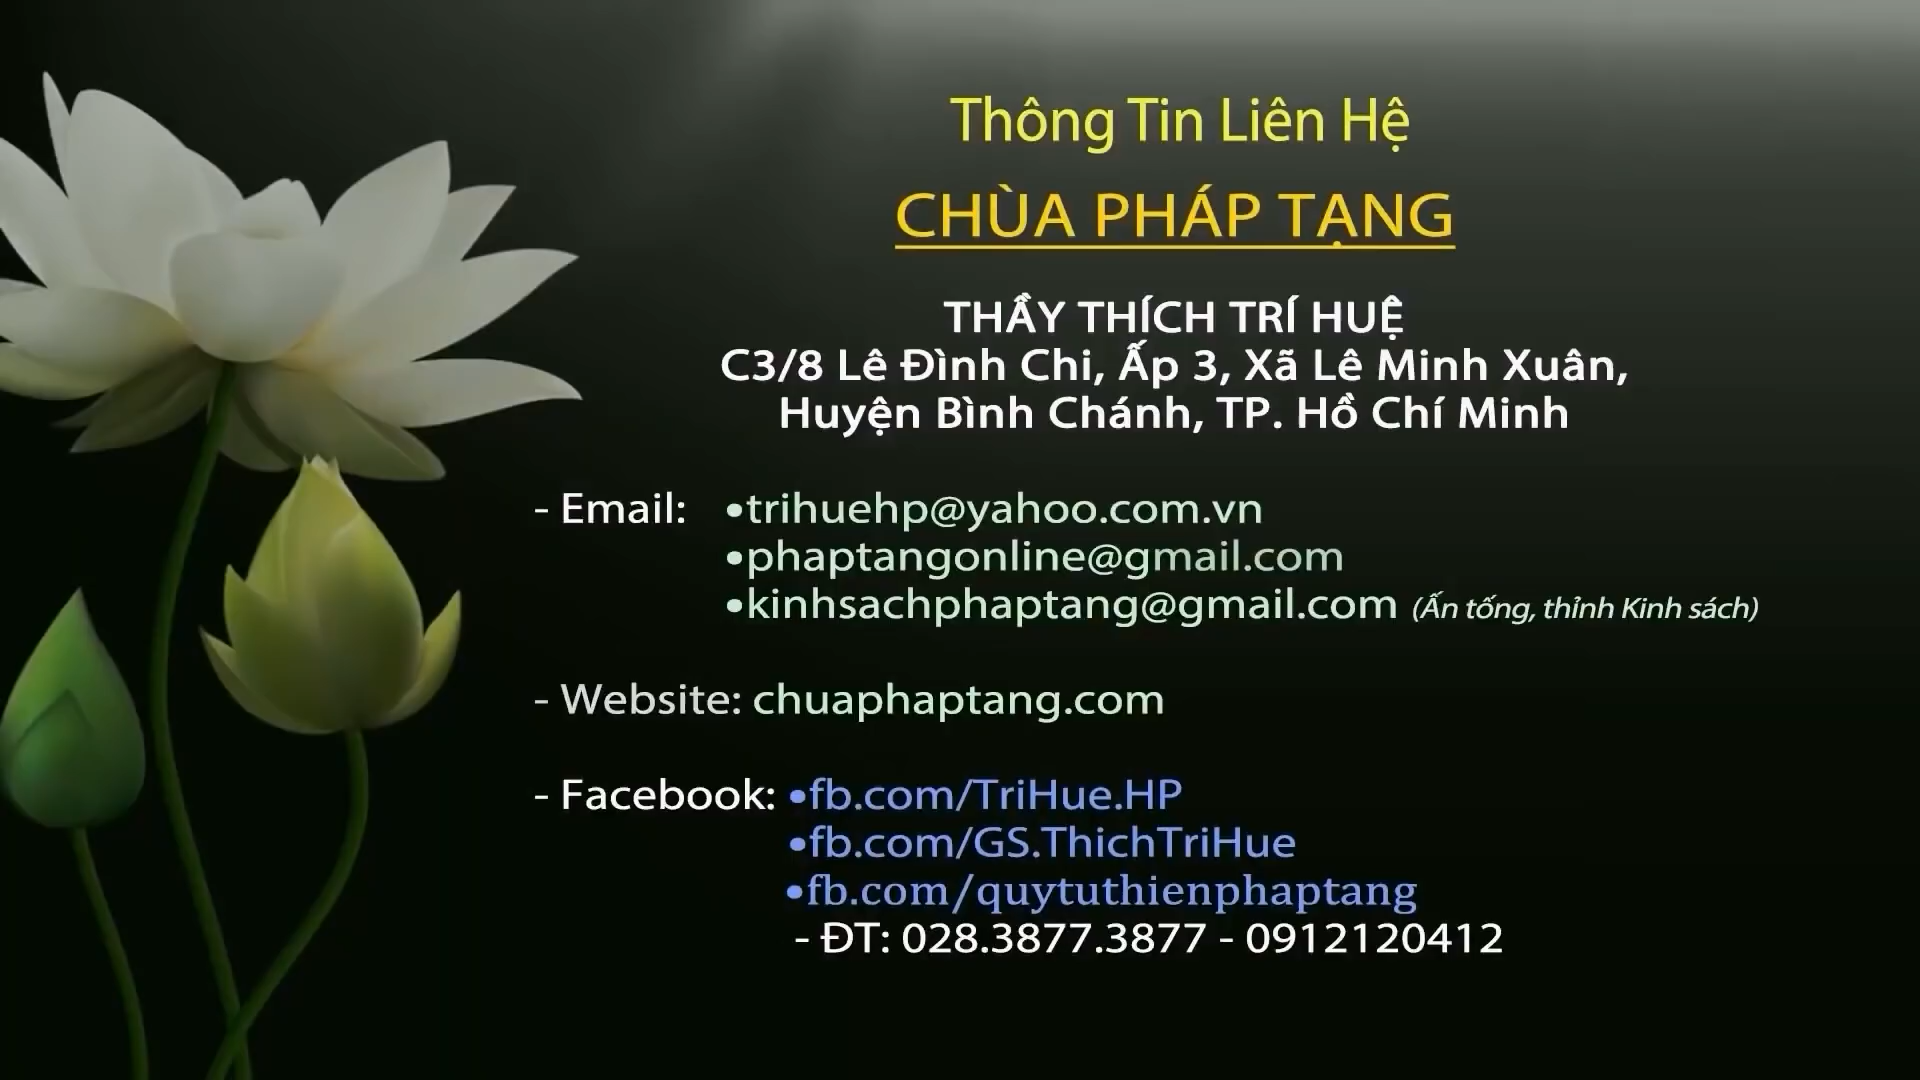 Thông Tin Liên Hệ
CHÙA PHÁP TẠNG
THẦY THÍCH TRÍ HUỆ
C3/8 Lê Đình Chi, Ấp 3, Xã Lê Minh Xuân,
Huyện Bình Chánh, TP. Hồ Chí Minh
- Email: •trihuehp@yahoo.com.vn
•phaptangonline@gmail.com
•kinhsachphaptang@gmail.com (Ấn tống, thỉnh Kinh sách)
- Website: chuaphaptang.com
- Facebook: •fb.com/TriHue.HP
•fb.com/GS.ThichTriHue
•fb.com/quytuthienphaptang
- ĐT: 028.3877.3877 - 0912120412